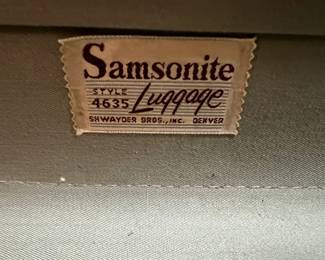 Samsonite
STYLE
4635 Luggage
SHWAYDER BROS., INC. DENVER